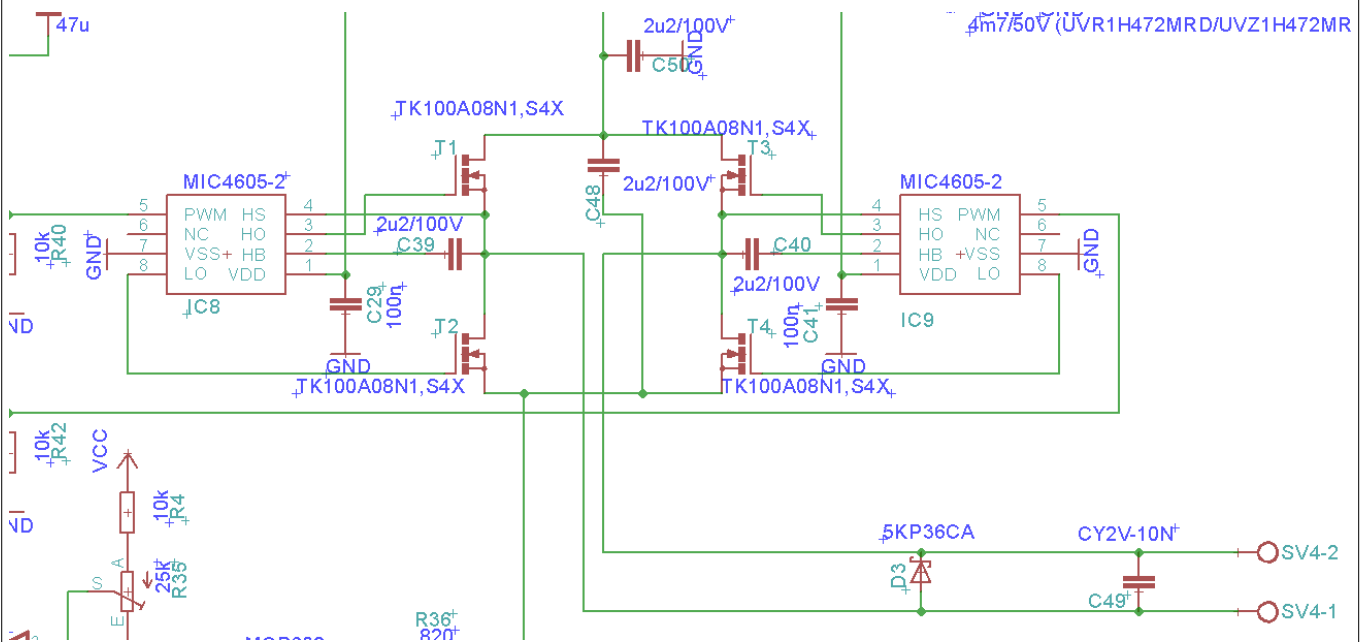 47u
2u2/100V
GND
C50
GND
GND
4m7/50V (UVR1H472MRD/UVZ1H472MR
TK100A08N1,S4X
TK100A08N1,S4X
T1
T3
MIC4605-2
2u2/100V
C48
MIC4605-2
5 PWM HS 4
6 NC HO 3
7 VSS HB 2
8 LO VDD 1
IC8
10k
R40
GND
2u2/100V
C39
C40
2u2/100V
4 HS PWM 5
3 HO NC 6
2 HB VSS 7
1 VDD LO 8
IC9
GND
C29
100n
100n
C41
T2
T4
ND
GND
GND
TK100A08N1,S4X
TK100A08N1,S4X
10k
R42
VCC
10k
R4
ND
5KP36CA
CY2V-10N
SV4-2
A
S
E
25K
R35
D3
C49
SV4-1
R36
820